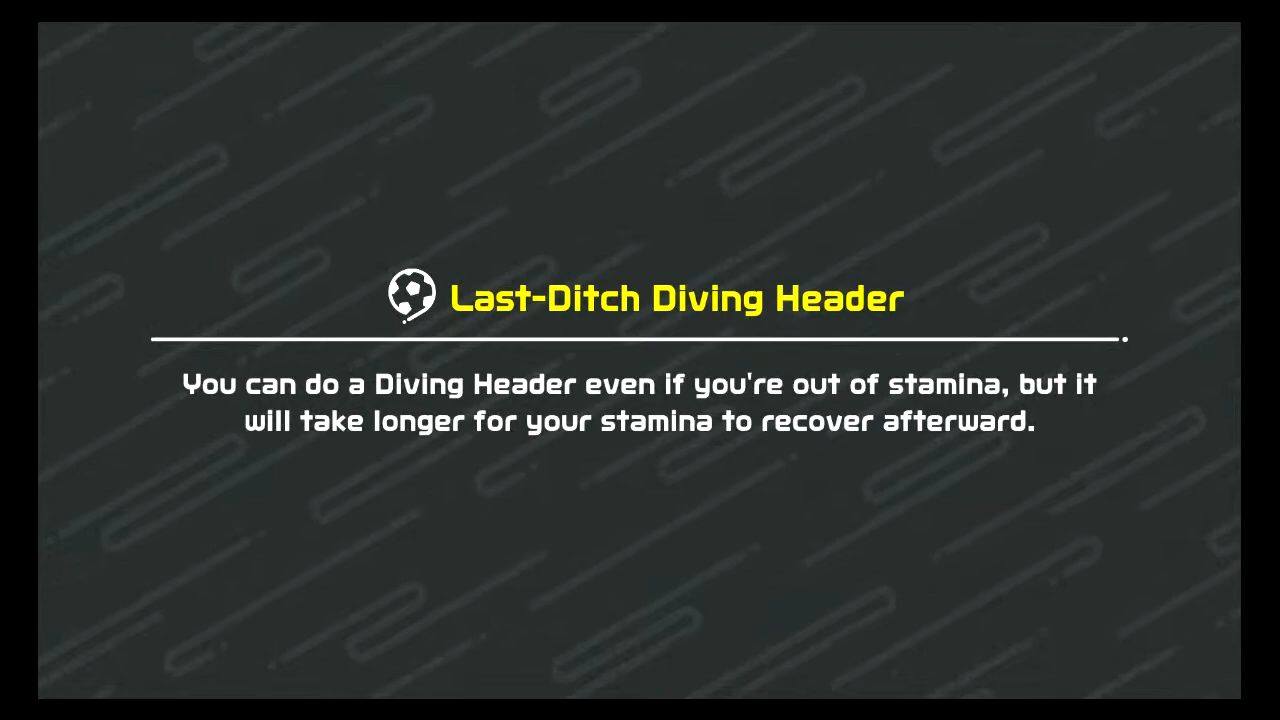 Last-Ditch Diving Header
You can do a Diving Header even if you're out of stamina, but it
will take longer for your stamina to recover afterward.